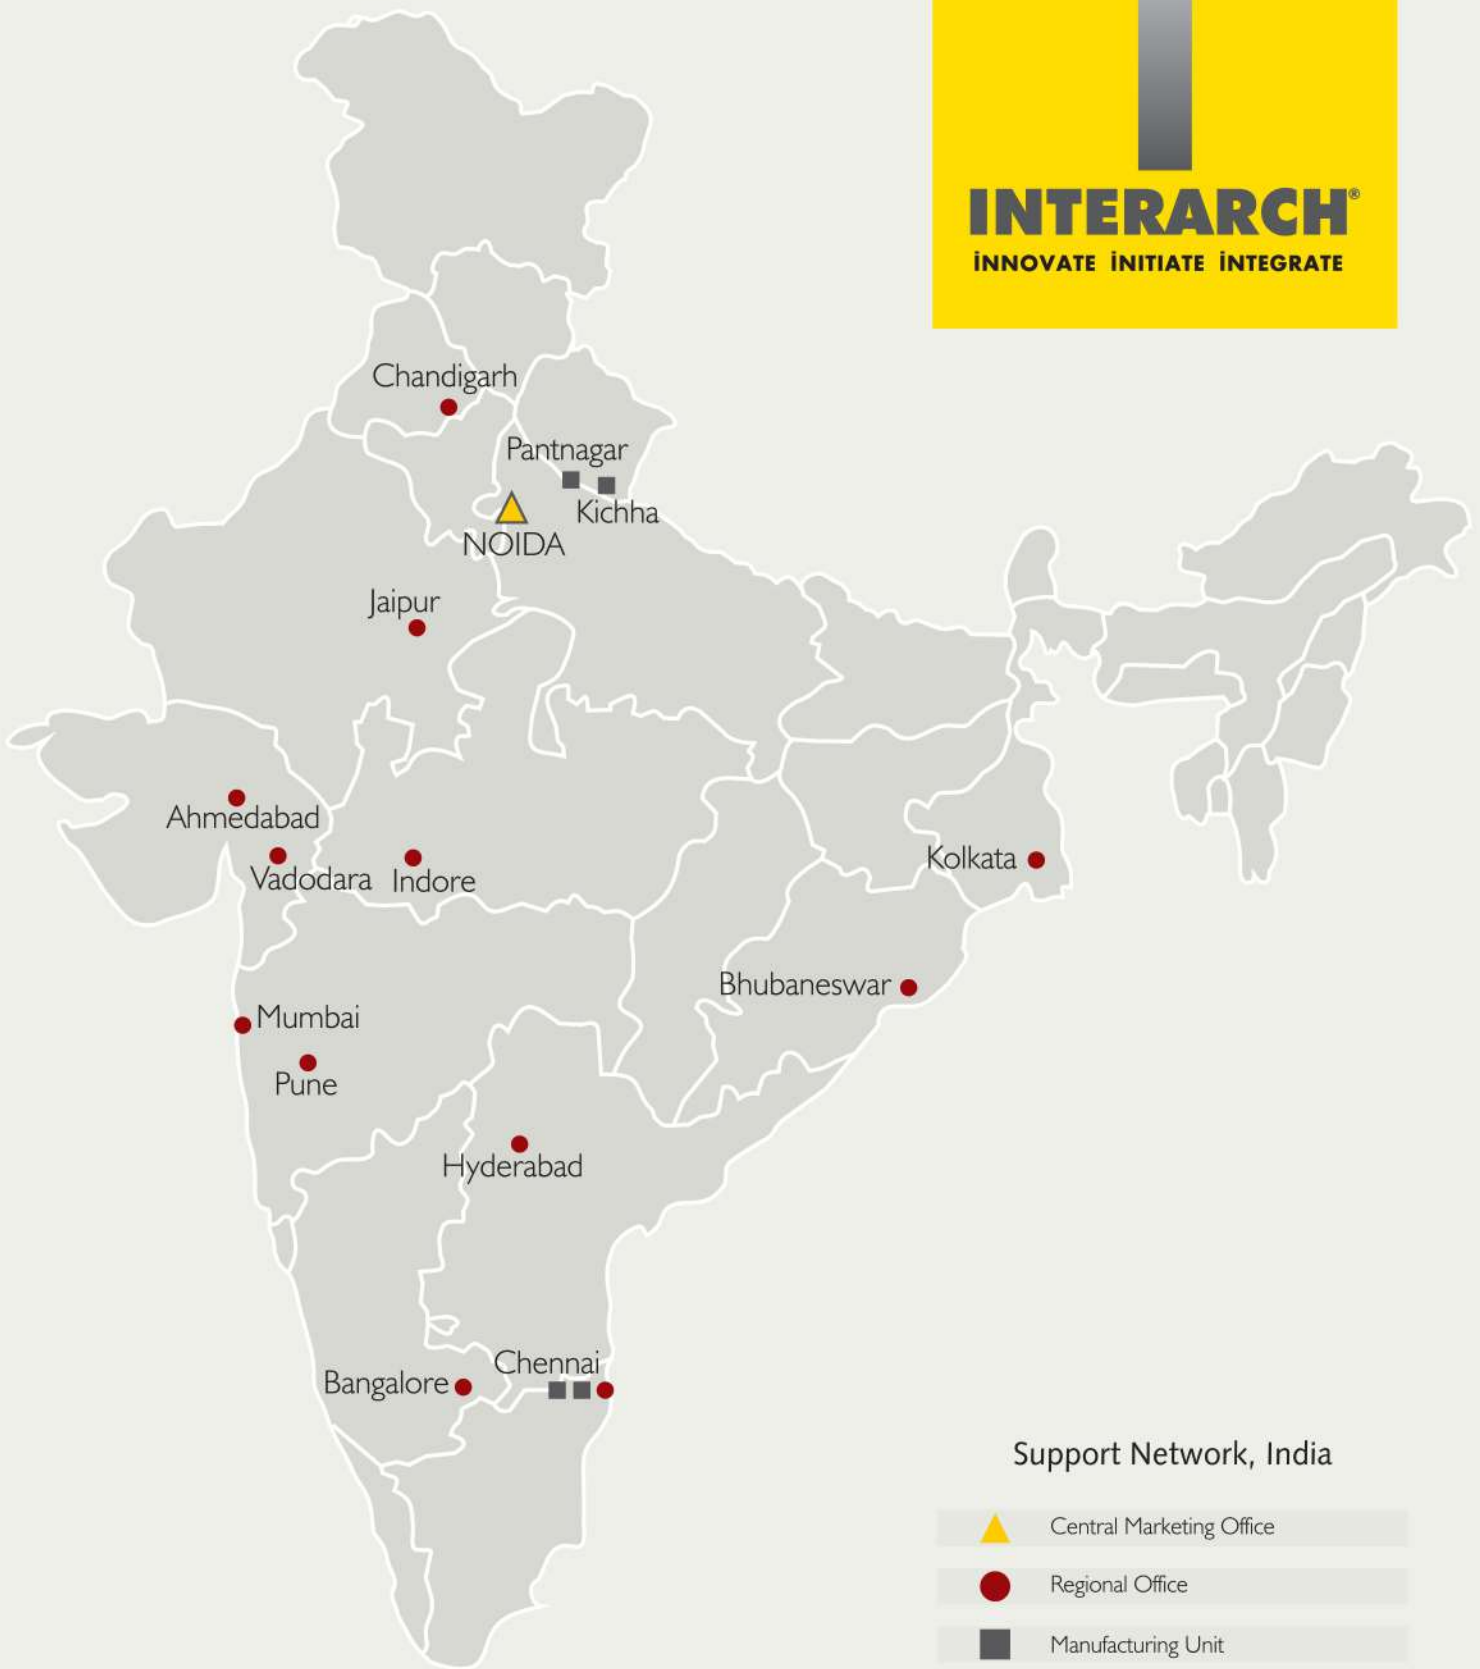 INTERARCH®
iNNOVATE iNITIATE iNTEGRATE
Chandigarh
Pantnagar
Kichha
NOIDA
Jaipur
Ahmedabad
Vadodara
Indore
Kolkata
Bhubaneswar
Mumbai
Pune
Hyderabad
Chennai
Bangalore
Support Network, India
Central Marketing Office
Regional Office
Manufacturing Unit